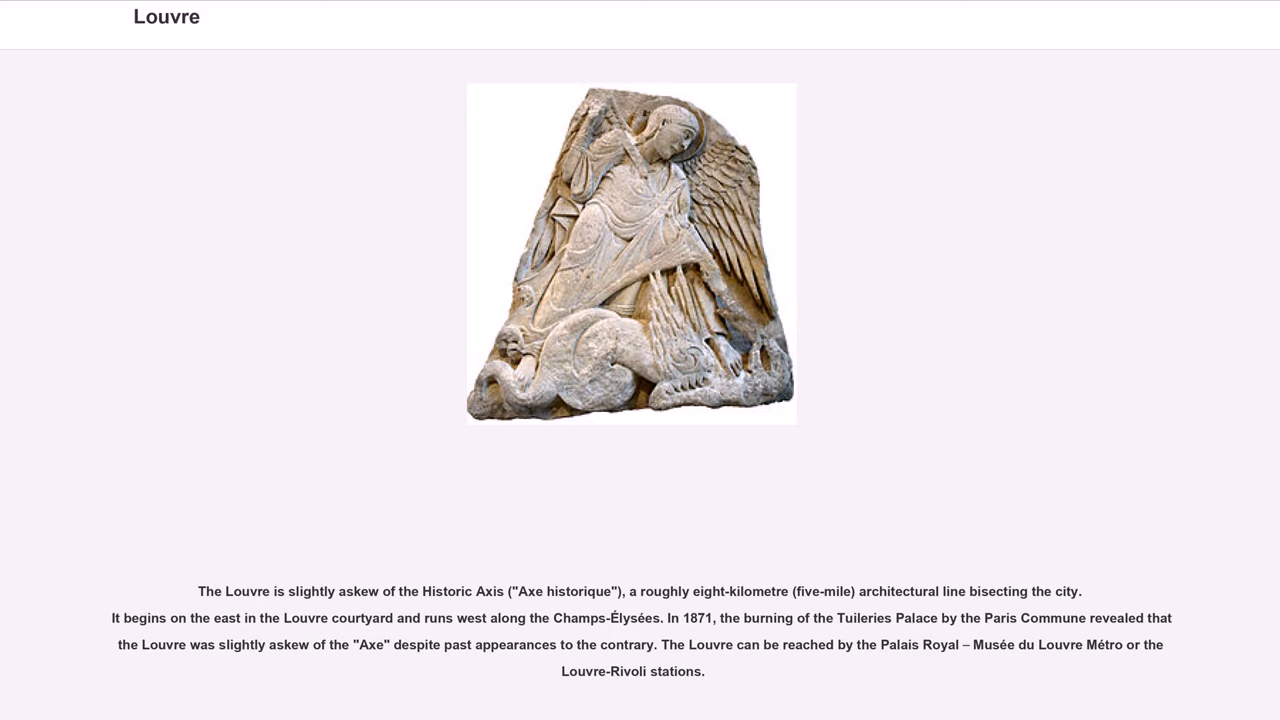 Louvre
The Louvre is slightly askew of the Historic Axis ("Axe historique"), a roughly eight-kilometre (five-mile) architectural line bisecting the city.
It begins on the east in the Louvre courtyard and runs west along the Champs-Élysées. In 1871, the burning of the Tuileries Palace by the Paris Commune revealed that
the Louvre was slightly askew of the "Axe" despite past appearances to the contrary. The Louvre can be reached by the Palais Royal – Musée du Louvre Métro or the
Louvre-Rivoli stations.